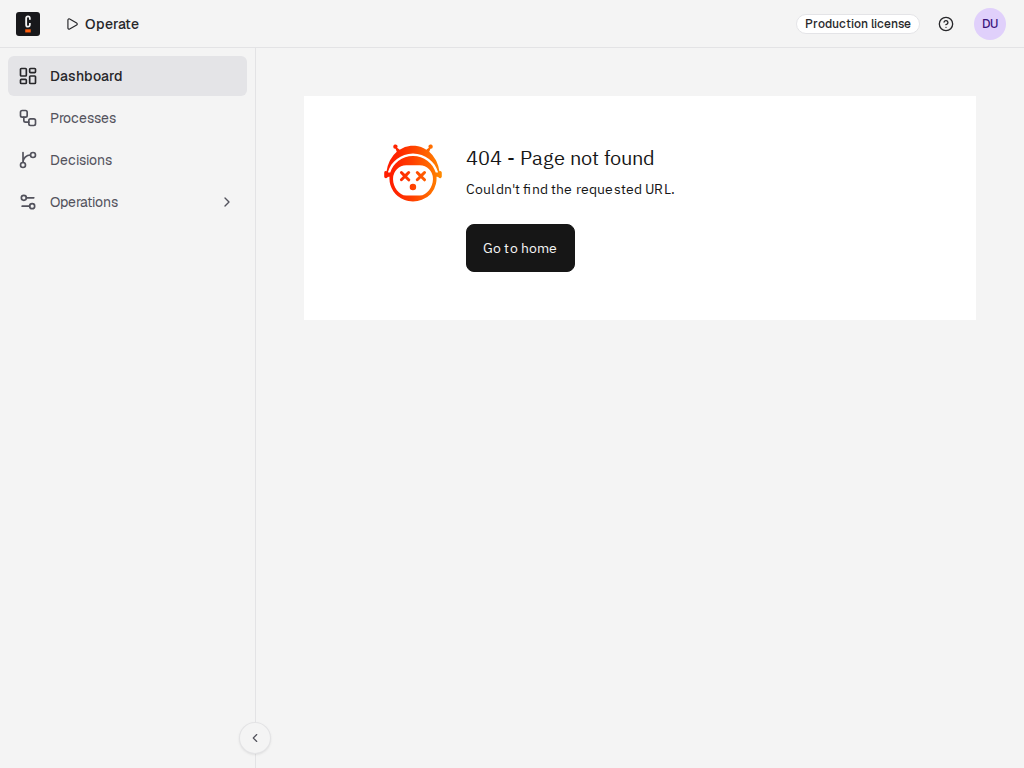 C
Operate
Production license
DU
Dashboard
Processes
Decisions
Operations
404 - Page not found
Couldn't find the requested URL.
Go to home